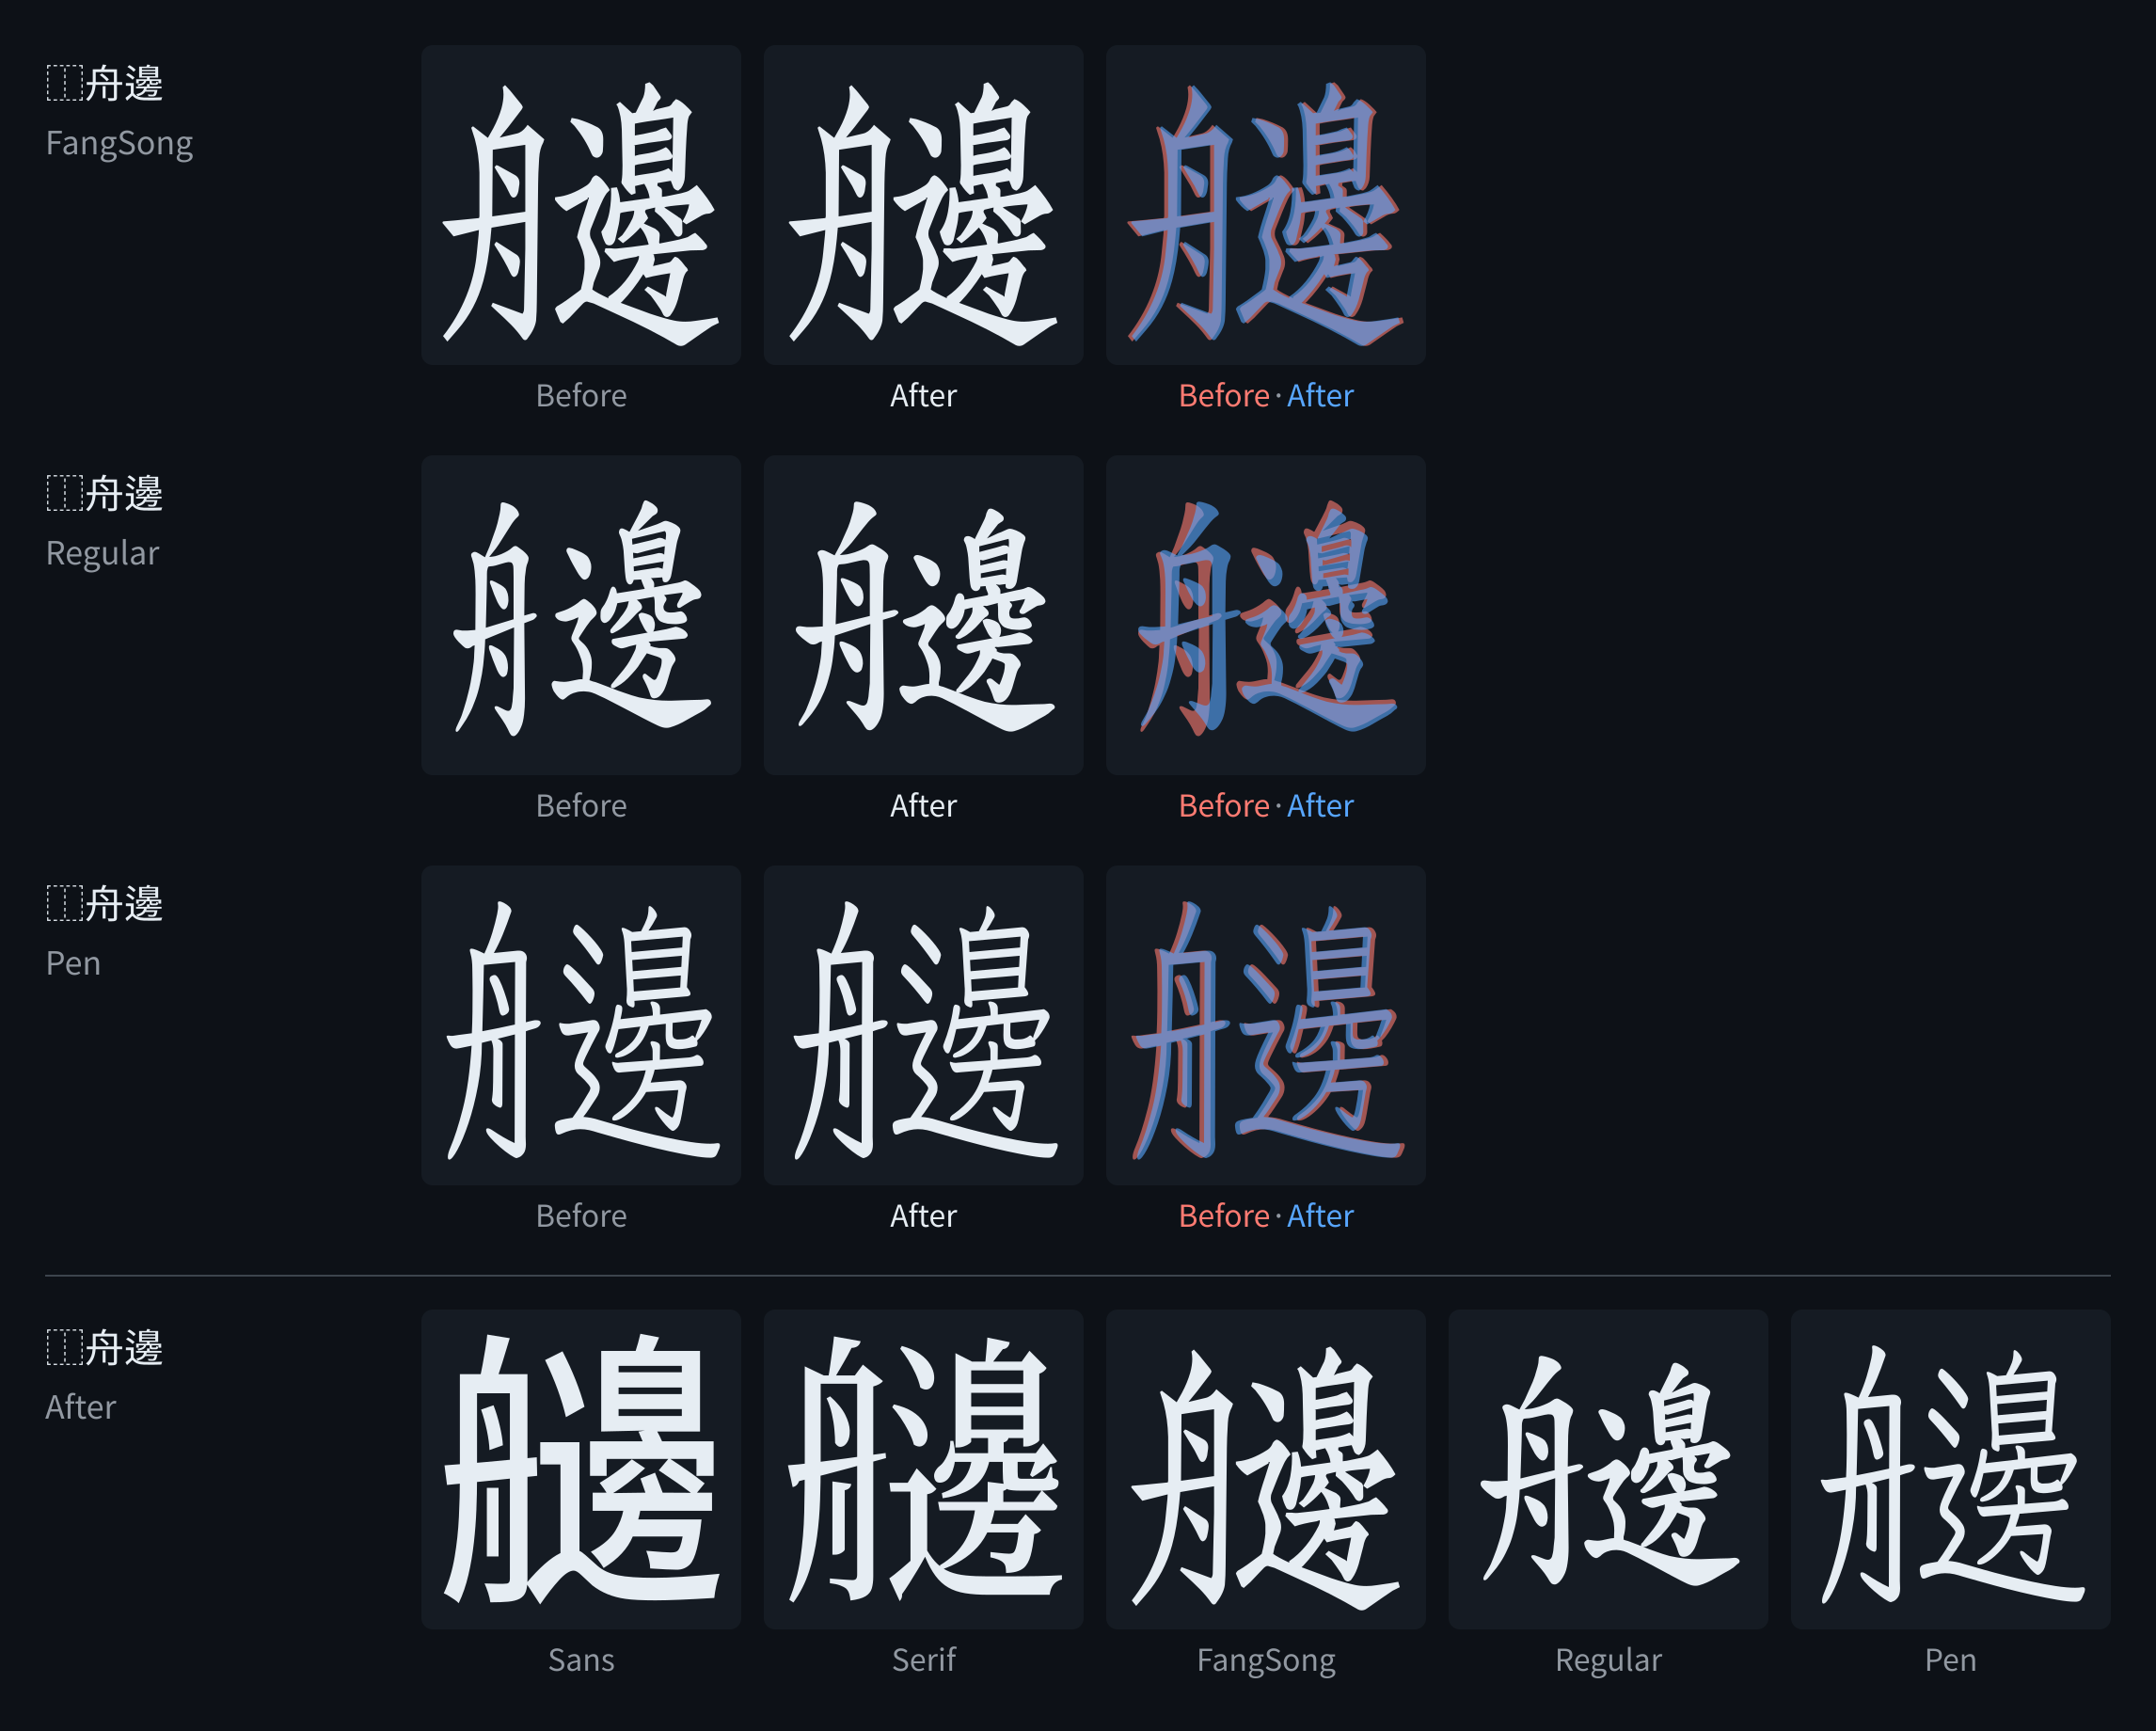 ⿰舟邊
FangSong
Before
After
Before·After
⿰舟邊
Regular
Before
After
Before·After
⿰舟邊
Pen
Before
After
Before·After
⿰舟邊
After
Sans
Serif
FangSong
Regular
Pen